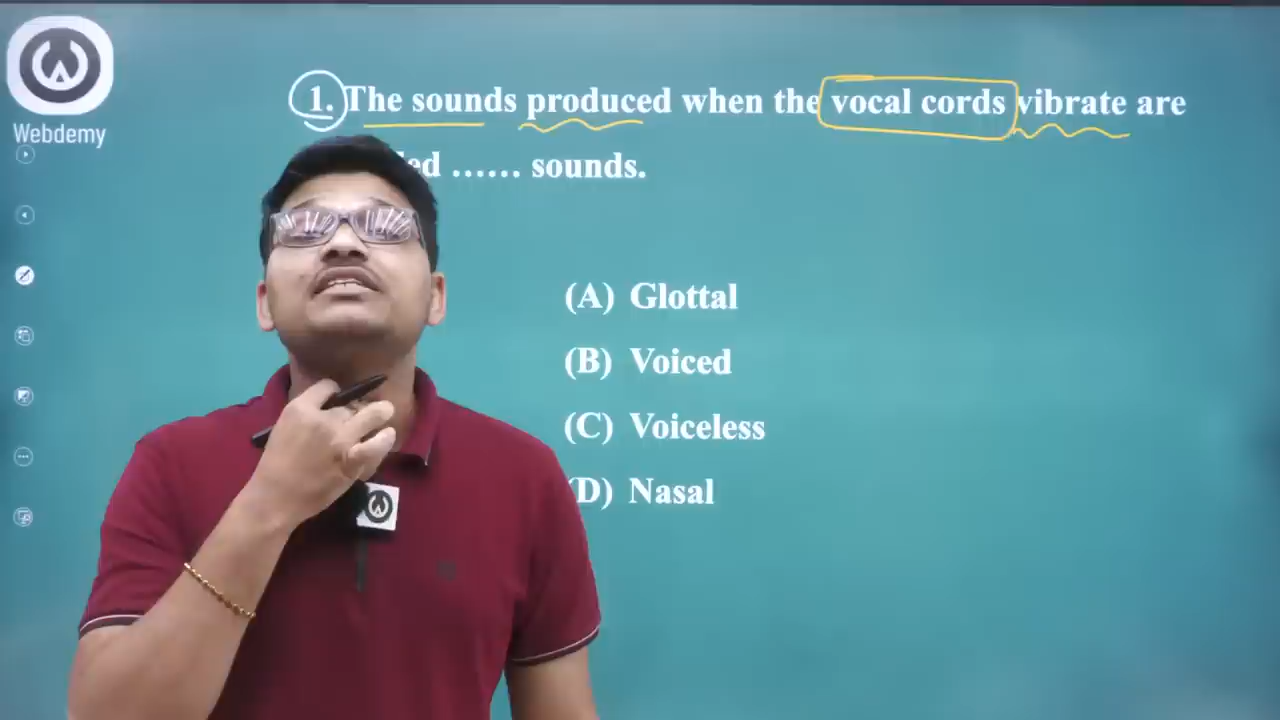 Webdemy
1. The sounds produced when the vocal cords vibrate are
...... sounds.
(A) Glottal
(B) Voiced
(C) Voiceless
(D) Nasal